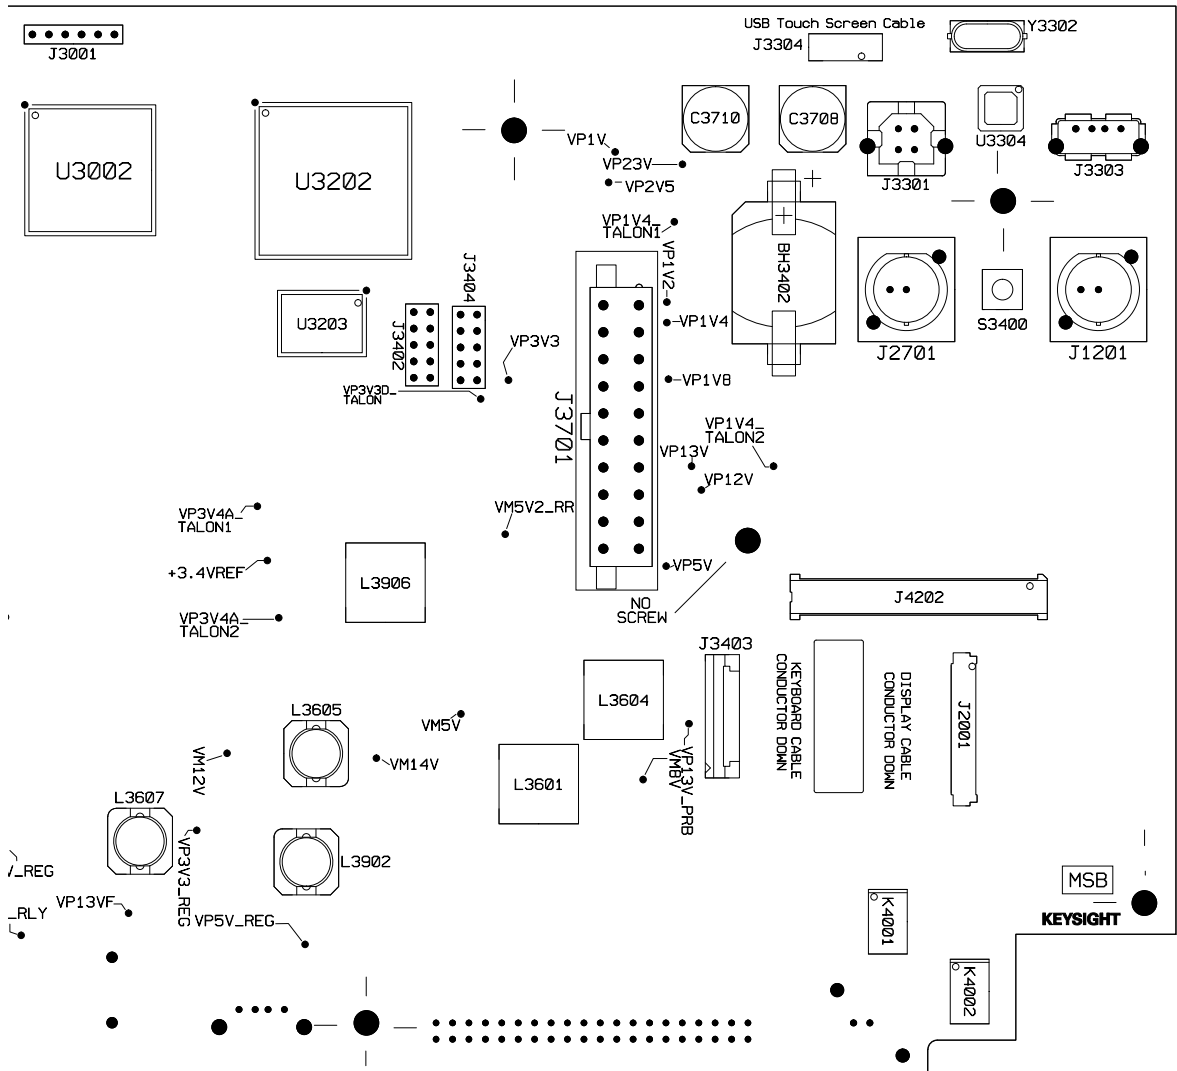 USB Touch Screen Cable
J3304
Y3302
J3001
C3710
C3708
VP1V
U3304
VP23V
J3303
U3002
U3202
VP2V5
J3301
VP1V4_
TALON1
VP1V2
BH3402
J3404
U3203
J3402
VP1V4
S3400
VP3V3
J2701
J1201
VP1V8
VP3V3D_
TALON
J3701
VP1V4_
TALON2
VP13V
VP12V
VP3V4A_
TALON1
VM5V2_RR
+3.4VREF
L3906
VP5V
J4202
NO
SCREW
VP3V4A_
TALON2
J3403
KEYBOARD CABLE
CONDUCTOR DOWN
DISPLAY CABLE
CONDUCTOR DOWN
J2001
L3604
L3605
VM5V
VM12V
VM14V
VM8V
VP13V_PRB
L3601
L3607
VP3V3_REG
L3902
V_REG
MSB
VP13VF
_RLY
VP5V_REG
K4001
KEYSIGHT
K4002